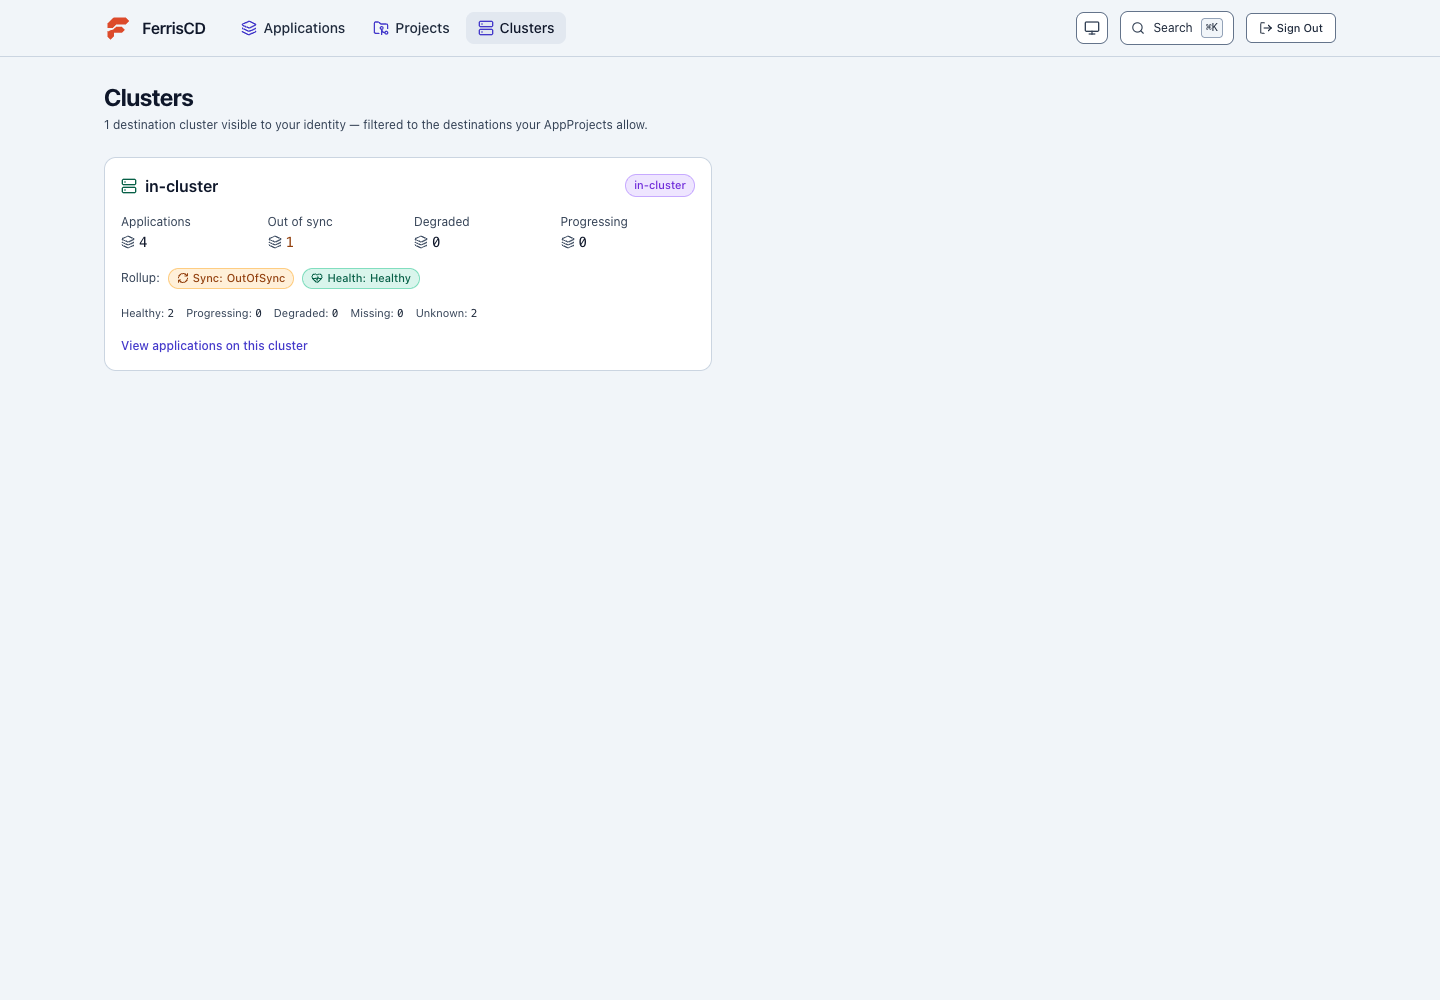 FerrisCD Applications Projects Clusters Search ⌘K Sign Out
Clusters
1 destination cluster visible to your identity — filtered to the destinations your AppProjects allow.
in-cluster in-cluster
Applications Out of sync Degraded Progressing
4 1 0 0
Rollup: Sync: OutOfSync Health: Healthy
Healthy: 2 Progressing: 0 Degraded: 0 Missing: 0 Unknown: 2
View applications on this cluster